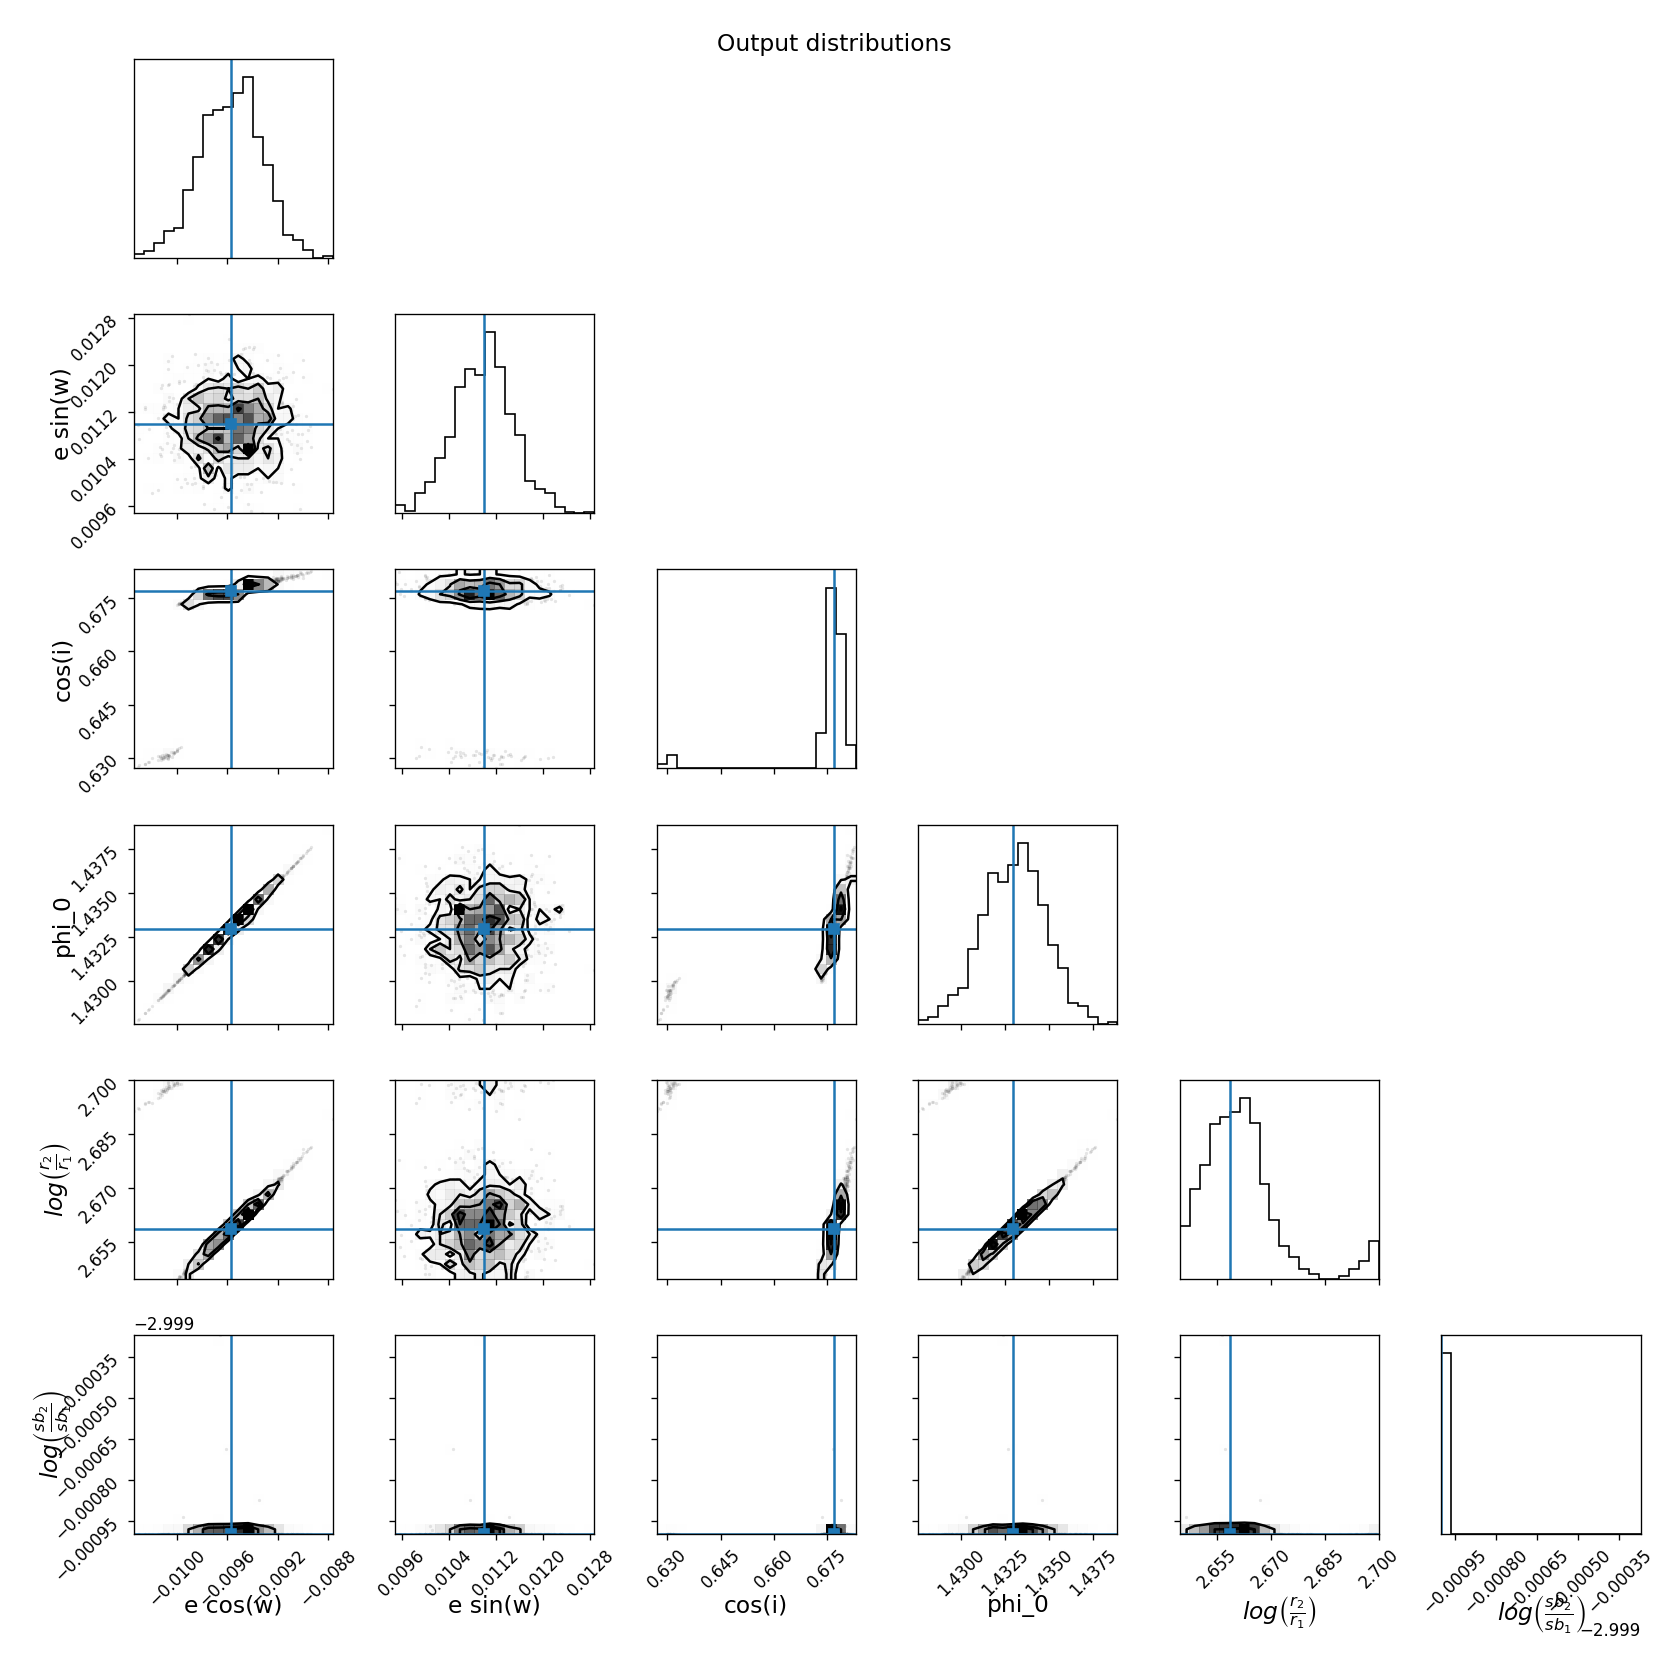 Output distributions
e sin(w)
0.0128
0.0120
0.0112
0.0104
0.0096
cos(i)
0.675
0.660
0.645
0.630
phi_0
1.4375
1.4350
1.4325
1.4300
log(r₂/r₁)
2.700
2.685
2.670
2.655
−2.999
log(sb₂/sb₁)
−0.00035
−0.00050
−0.00065
−0.00080
−0.00095
−0.0100 −0.0096 −0.0092 −0.0088
e cos(w)
0.0096 0.0104 0.0112 0.0120 0.0128
e sin(w)
0.630 0.645 0.660 0.675
cos(i)
1.4300 1.4325 1.4350 1.4375
phi_0
2.655 2.670 2.685 2.700
log(r₂/r₁)
−0.00095 −0.00080 −0.00065 −0.00050 −0.00035
log(sb₂/sb₁)
−2.999